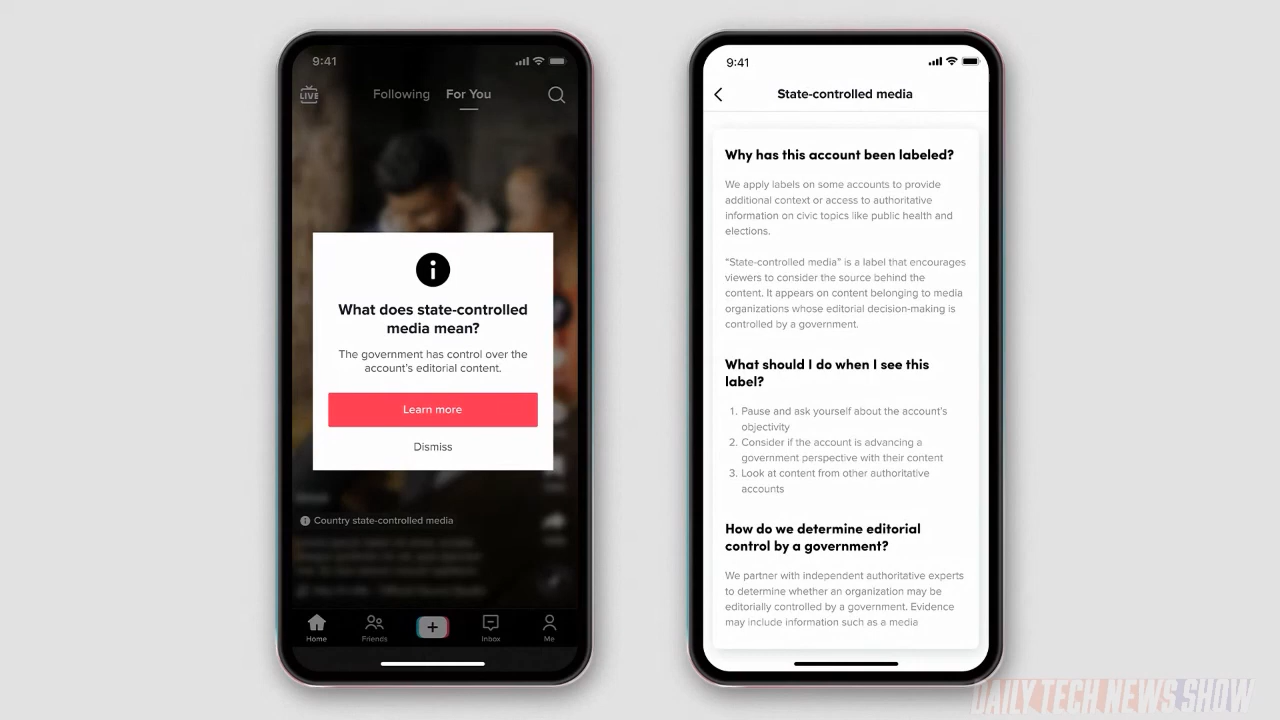 9:41
LIVE
Following
For You
What does state-controlled
media mean?
The government has control over the
account's editorial content.
Learn more
Dismiss
Country state-controlled media
Home
Friends
Inbox
Me
9:41
State-controlled media
Why has this account been labeled?
We apply labels on some accounts to provide
additional context or access to authoritative
information on civic topics like public health and
elections.
“State-controlled media” is a label that encourages
viewers to consider the source behind the
content. It appears on content belonging to media
organizations whose editorial decision-making is
controlled by a government.
What should I do when I see this
label?
1. Pause and ask yourself about the account's
objectivity
2. Consider if the account is advancing a
government perspective with their content
3. Look at content from other authoritative
accounts
How do we determine editorial
control by a government?
We partner with independent authoritative experts
to determine whether an organization may be
editorially controlled by a government. Evidence
may include information such as a media
DAILY TECH NEWS SHOW